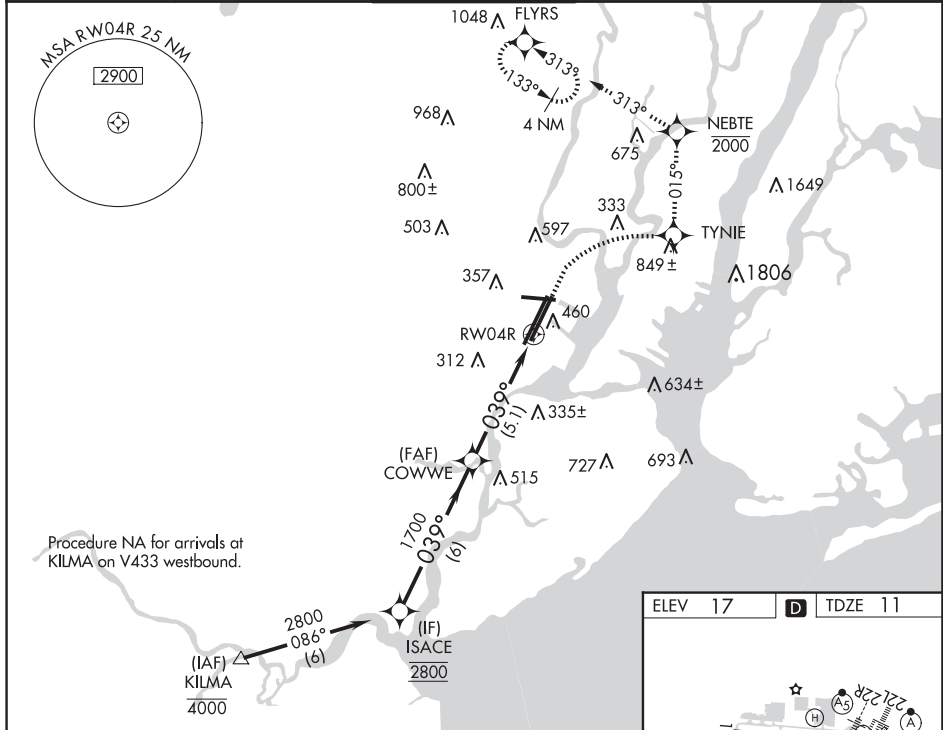 MSA RW04R 25 NM
2900
1048
FLYRS
313°
133°
4 NM
313°
968
NEBTE
2000
675
015°
800±
1649
503
597
333
TYNIE
849±
1806
357
460
RW04R
312
634±
039°
(5.1)
335±
(FAF)
COWWE
515
727
693
1700
039°
(6)
Procedure NA for arrivals at
KILMA on V433 westbound.
2800
086°
(6)
(IF)
ISACE
2800
(IAF)
KILMA
4000
ELEV 17
D
TDZE 11
H
A5
22R
22L
A